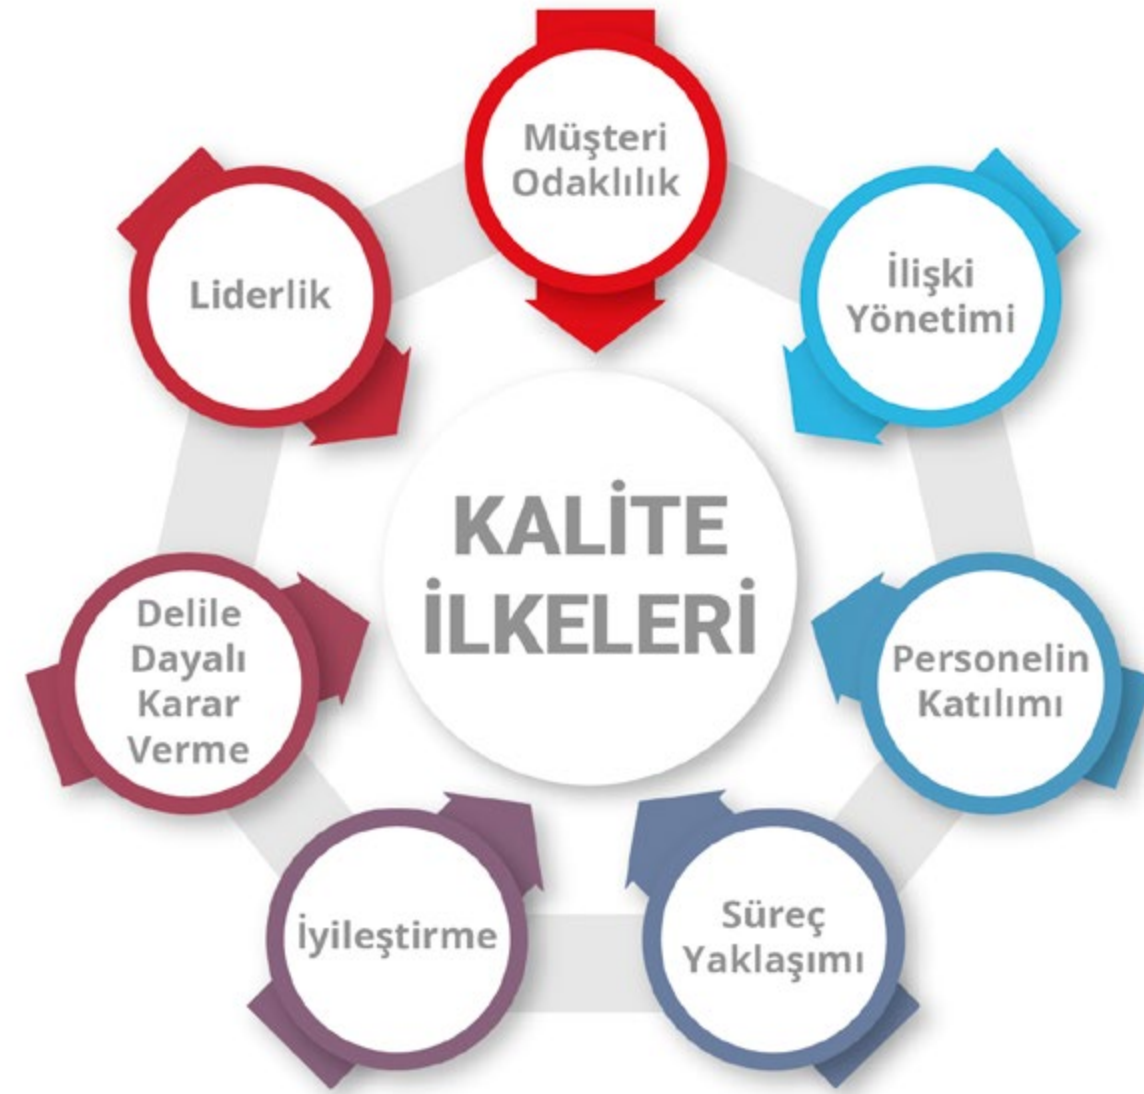 Müşteri
Odaklılık
İlişki
Yönetimi
Personelin
Katılımı
Süreç
Yaklaşımı
İyileştirme
Delile
Dayalı
Karar
Verme
Liderlik
KALİTE
İLKELERİ